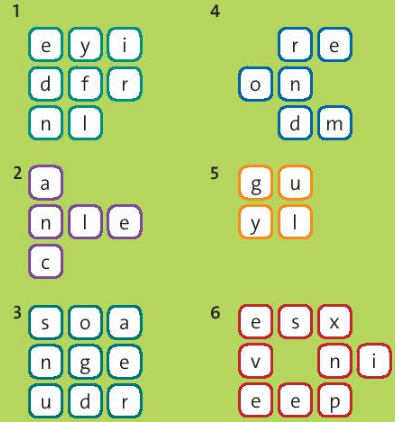 1
e y i
d f r
n l
2
a
n l e
c
3
s o a
n g e
u d r
4
r e
o n
d m
5
g u
y l
6
e s x
v n i
e e p